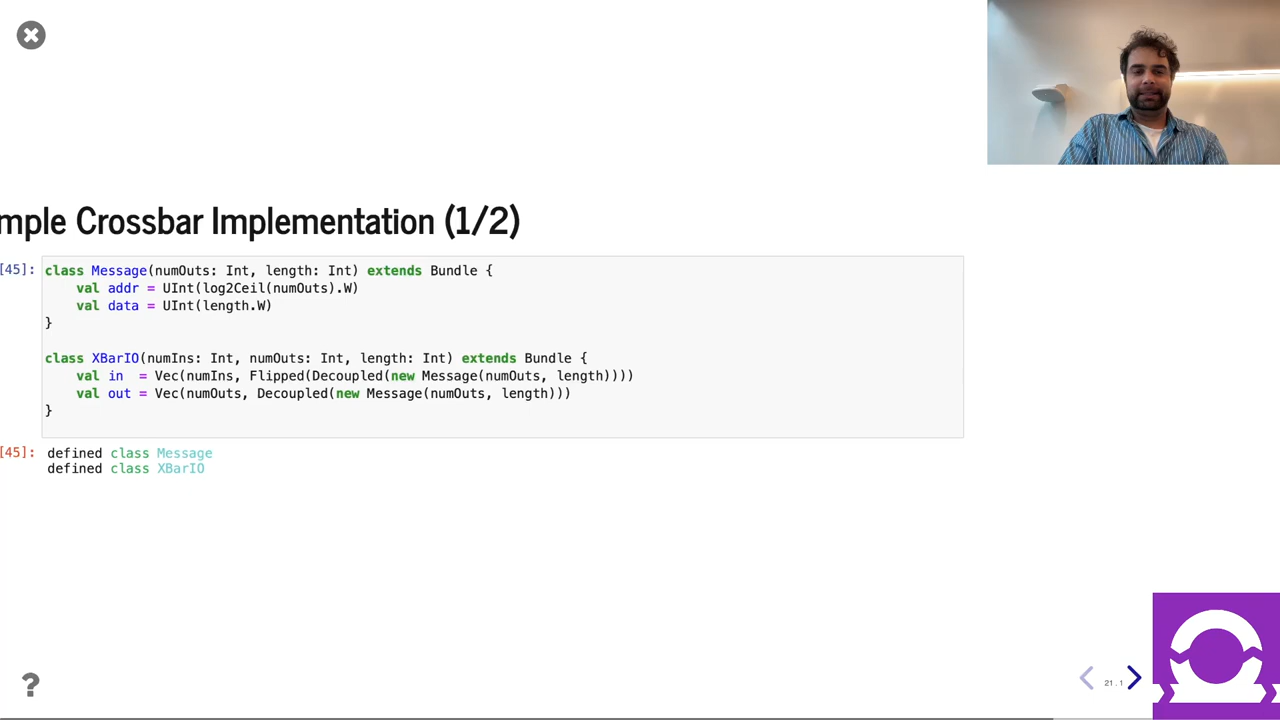 mple Crossbar Implementation (1/2)
[45]: class Message(numOuts: Int, length: Int) extends Bundle {
    val addr = UInt(log2Ceil(numOuts).W)
    val data = UInt(length.W)
}
class XBarIO(numIns: Int, numOuts: Int, length: Int) extends Bundle {
    val in  = Vec(numIns, Flipped(Decoupled(new Message(numOuts, length))))
    val out = Vec(numOuts, Decoupled(new Message(numOuts, length)))
}
[45]: defined class Message
defined class XBarIO
?
21.1